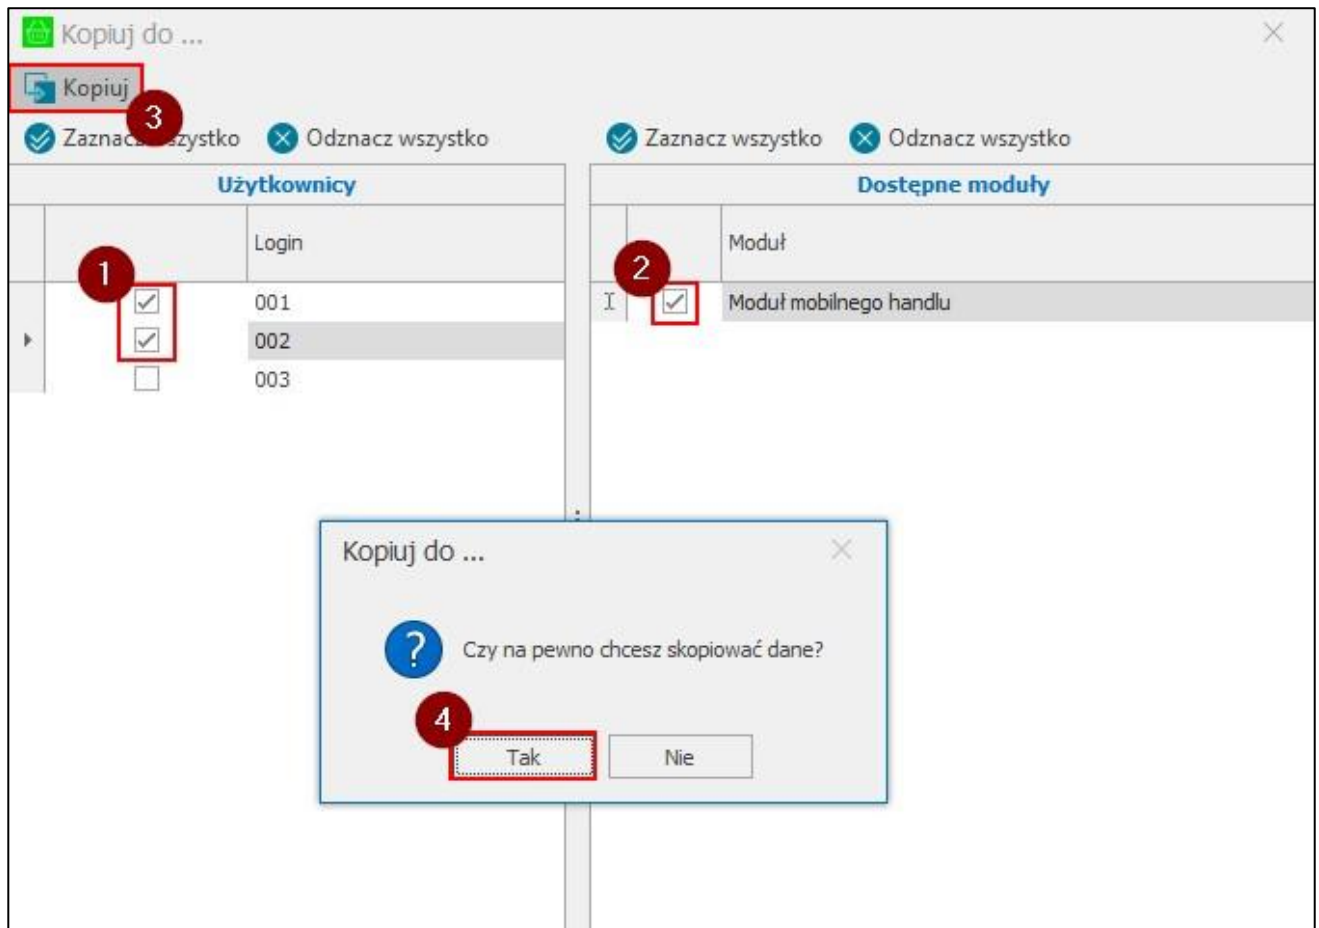 Kopiuj do ...
Kopiuj
3
Zaznacz wszystko Odznacz wszystko Zaznacz wszystko Odznacz wszystko
Użytkownicy Dostępne moduły
Login Moduł
1 2
001 Moduł mobilnego handlu
002
003
Kopiuj do ...
? Czy na pewno chcesz skopiować dane?
4
Tak Nie